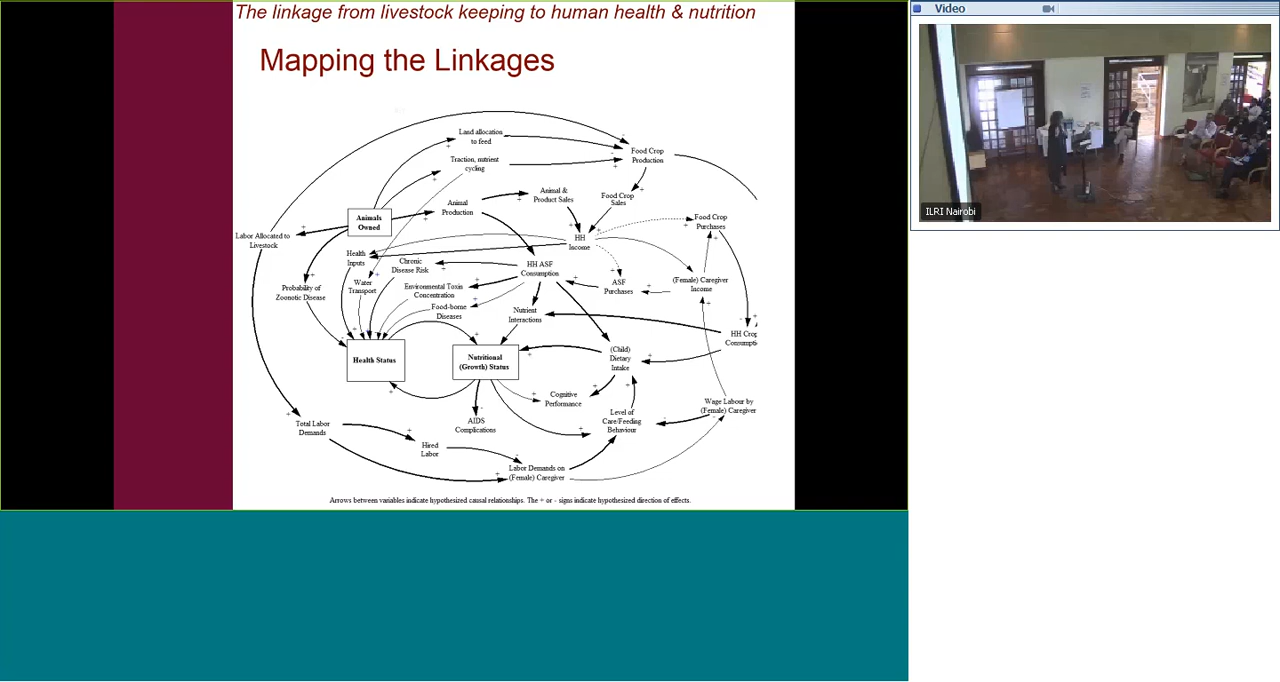 The linkage from livestock keeping to human health & nutrition
Mapping the Linkages
Land allocation
to feed
Traction, nutrient
cycling
Food Crop
Production
Animal
Production
Animal &
Product Sales
Food Crop
Sales
Animals
Owned
Labor Allocated to
Livestock
HH
Income
Food Crop
Purchases
Health
Inputs
Chronic
Disease Risk
HH ASF
Consumption
Water
Transport
Environmental Toxin
Concentration
ASF
Purchases
(Female) Caregiver
Income
Probability of
Zoonotic Disease
Food-borne
Diseases
Nutrient
Interactions
HH Crop
Consumpti
Health Status
Nutritional
(Growth) Status
(Child)
Dietary
Intake
Cognitive
Performance
Wage Labour by
(Female) Caregiver
AIDS
Complications
Level of
Care/Feeding
Behaviour
Total Labor
Demands
Hired
Labor
Labor Demands on
(Female) Caregiver
Arrows between variables indicate hypothesized causal relationships. The + or - signs indicate hypothesized direction of effects.
Video
ILRI Nairobi